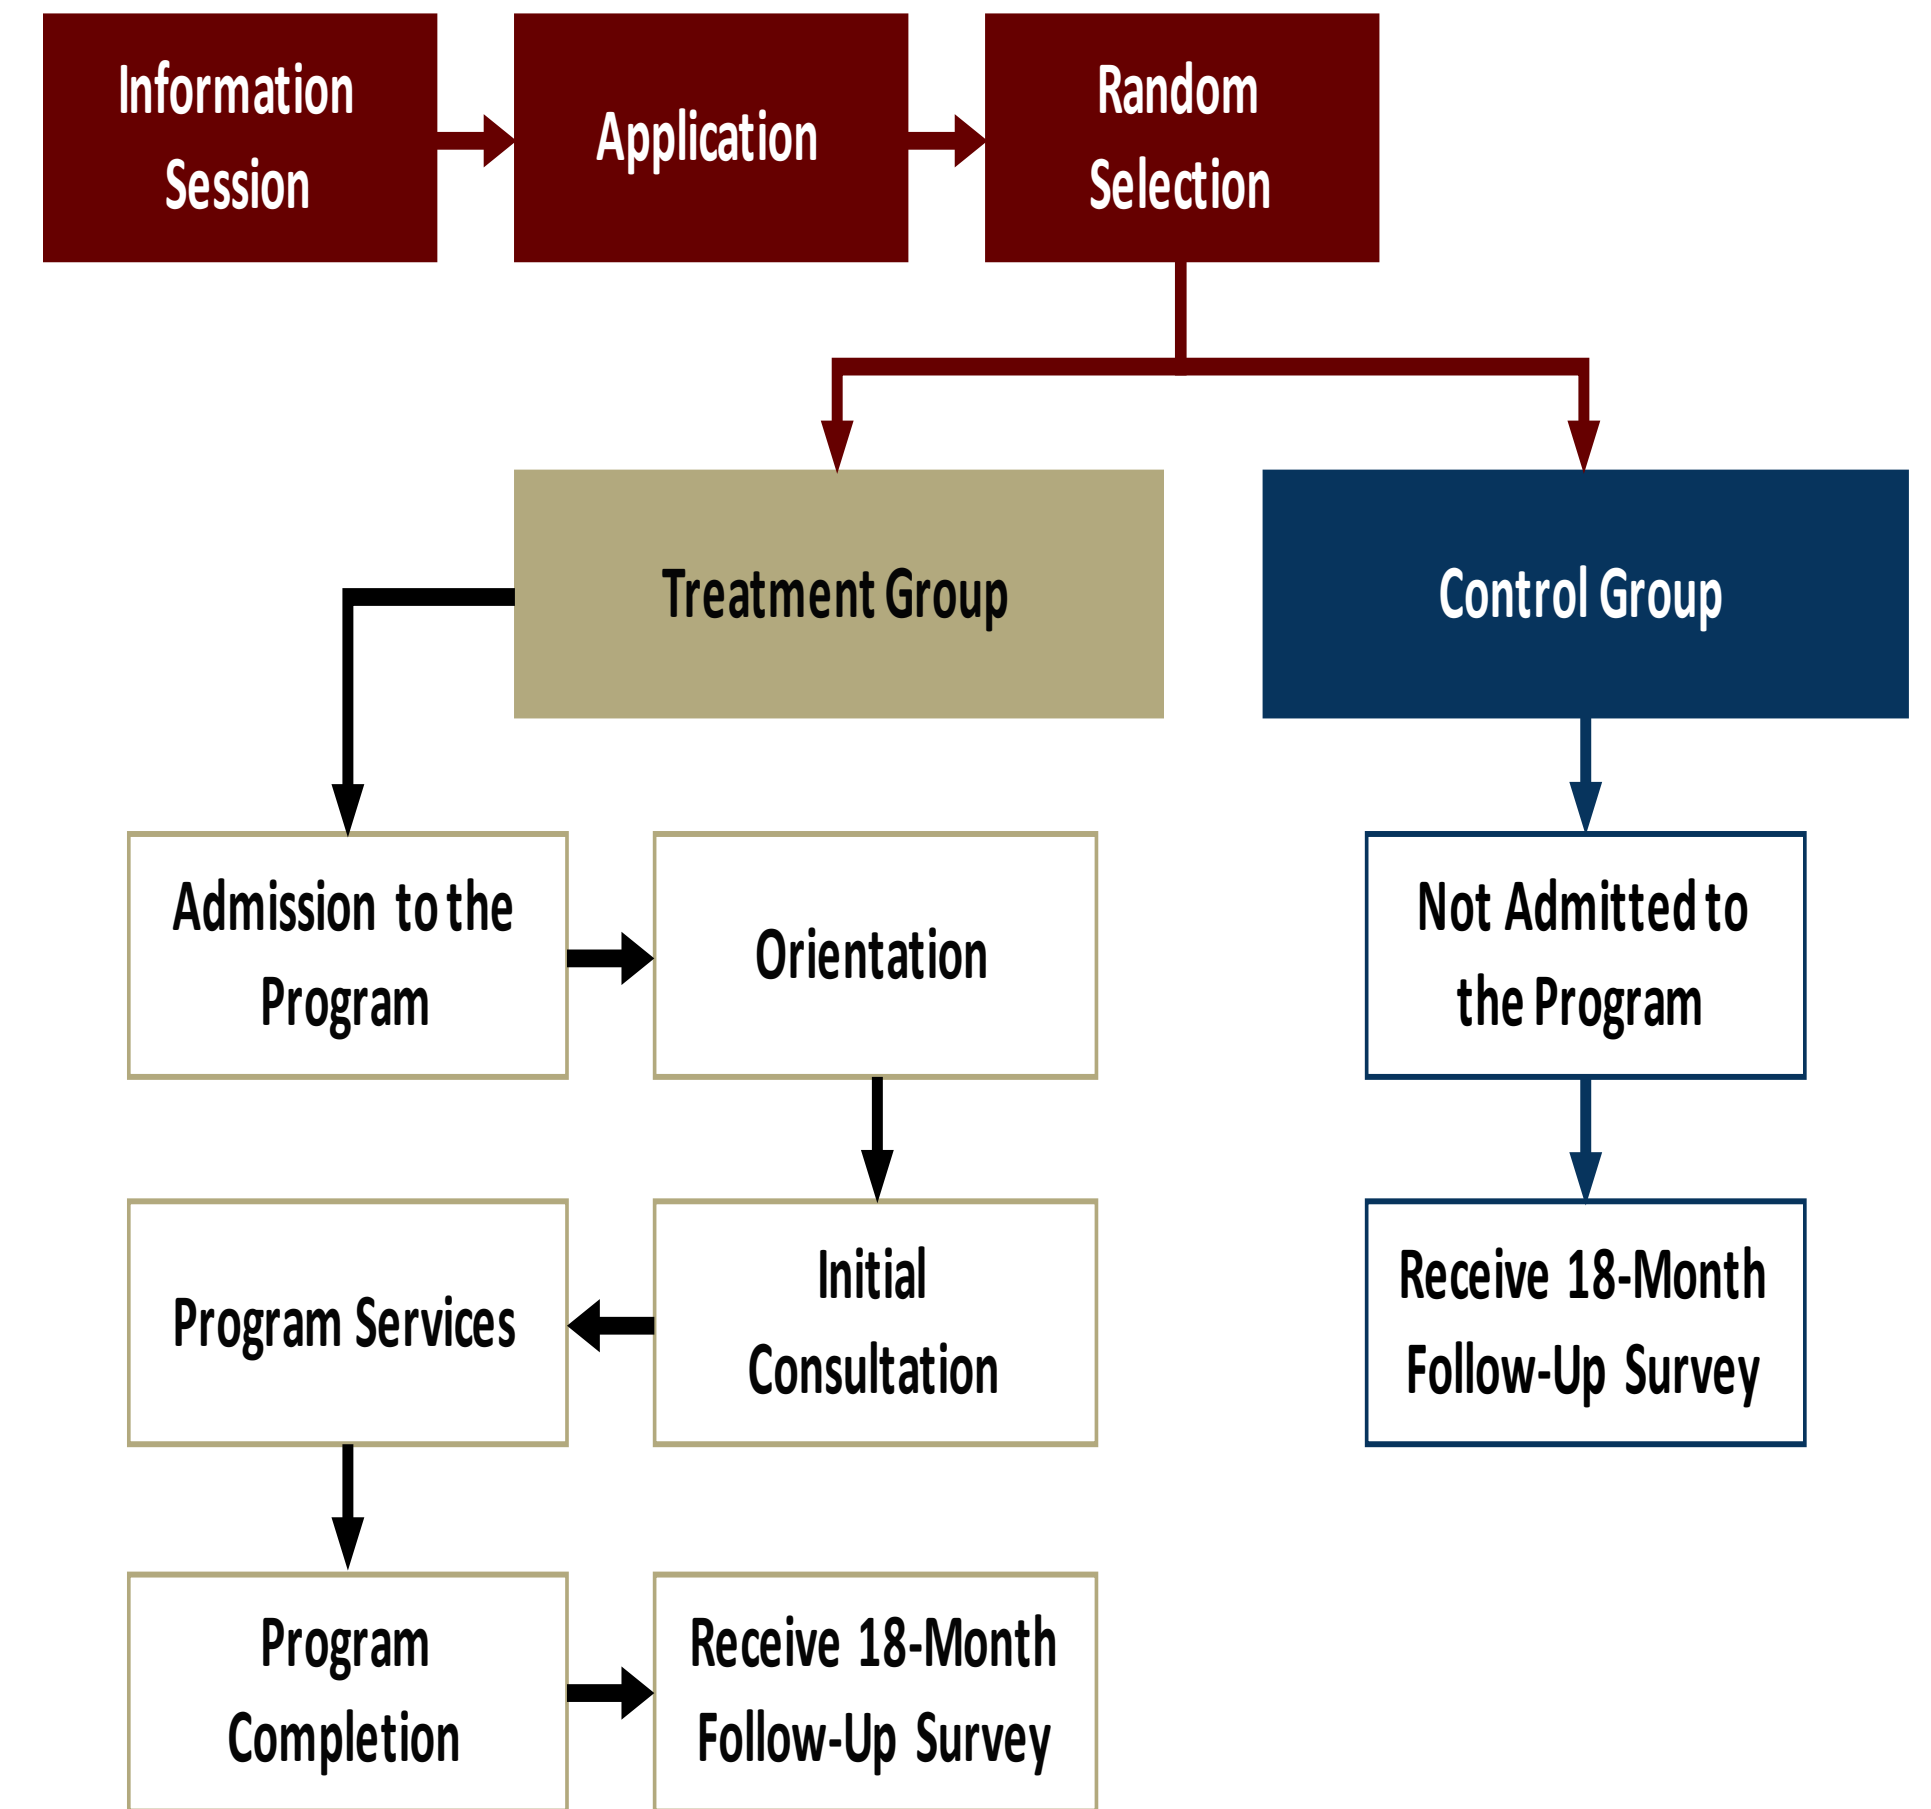 Information
Session
Application
Random
Selection
Treatment Group
Control Group
Admission to the
Program
Orientation
Not Admitted to
the Program
Program Services
Initial
Consultation
Receive 18-Month
Follow-Up Survey
Program
Completion
Receive 18-Month
Follow-Up Survey